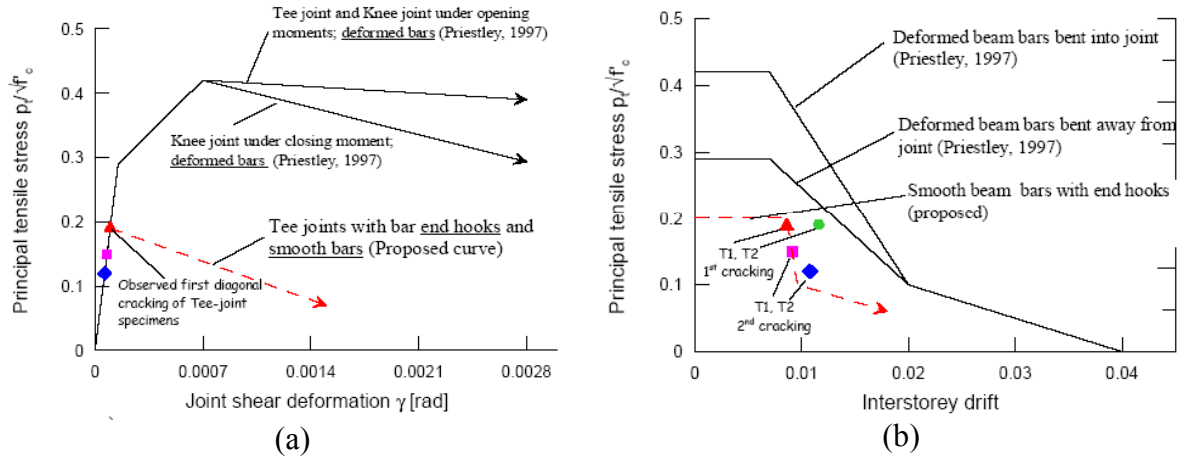 Tee joint and Knee joint under opening
moments; deformed bars (Priestley, 1997)
Knee joint under closing moment;
deformed bars (Priestley, 1997)
Tee joints with bar end hooks and
smooth bars (Proposed curve)
Observed first diagonal
cracking of Tee-joint
specimens
Principal tensile stress pₜ/√f'c
0.5
0.4
0.3
0.2
0.1
0
0
0.0007
0.0014
0.0021
0.0028
Joint shear deformation γ [rad]
(a)
Deformed beam bars bent into joint
(Priestley, 1997)
Deformed beam bars bent away from
joint (Priestley, 1997)
Smooth beam bars with end hooks
(proposed)
T1, T2
1st cracking
T1, T2
2nd cracking
Principal tensile stress pₜ/√f'c
0.5
0.4
0.3
0.2
0.1
0
0
0.01
0.02
0.03
0.04
Interstorey drift
(b)